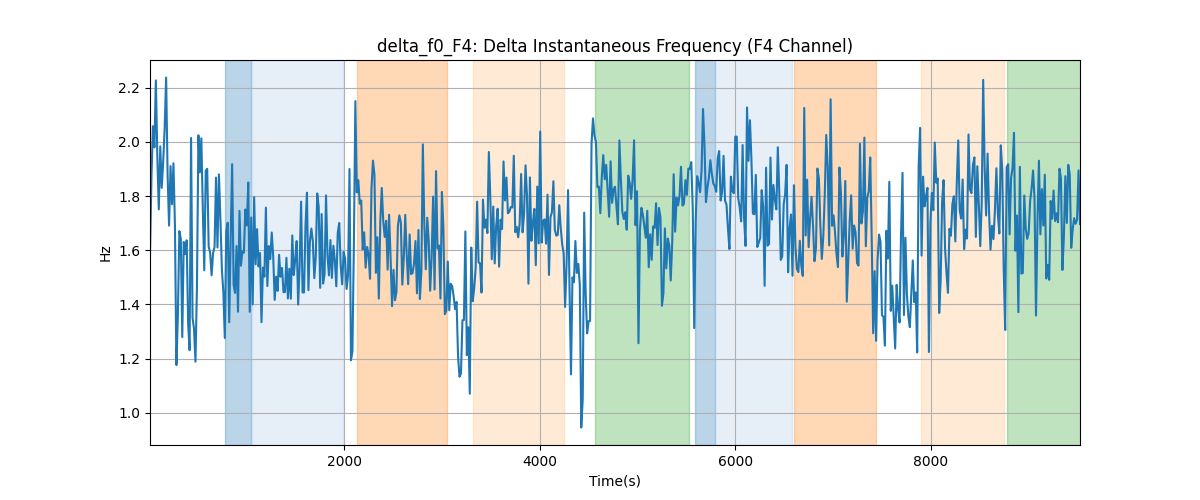 delta_f0_F4: Delta Instantaneous Frequency (F4 Channel)
2.2
2.0
1.8
1.6
1.4
1.2
1.0
Hz
2000 4000 6000 8000
Time(s)